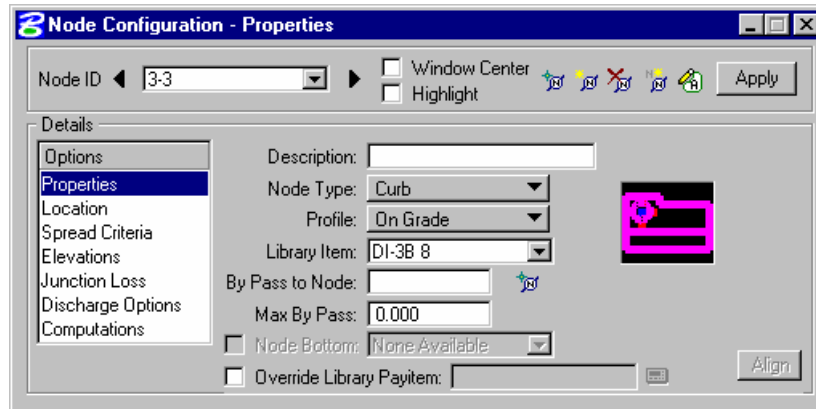 Node Configuration - Properties
Node ID 3-3 Window Center Apply
Highlight
Details
Options
Properties
Location
Spread Criteria
Elevations
Junction Loss
Discharge Options
Computations
Description:
Node Type: Curb
Profile: On Grade
Library Item: DI-3B 8
By Pass to Node:
Max By Pass: 0.000
Node Bottom: None Available
Override Library Payitem:
Align